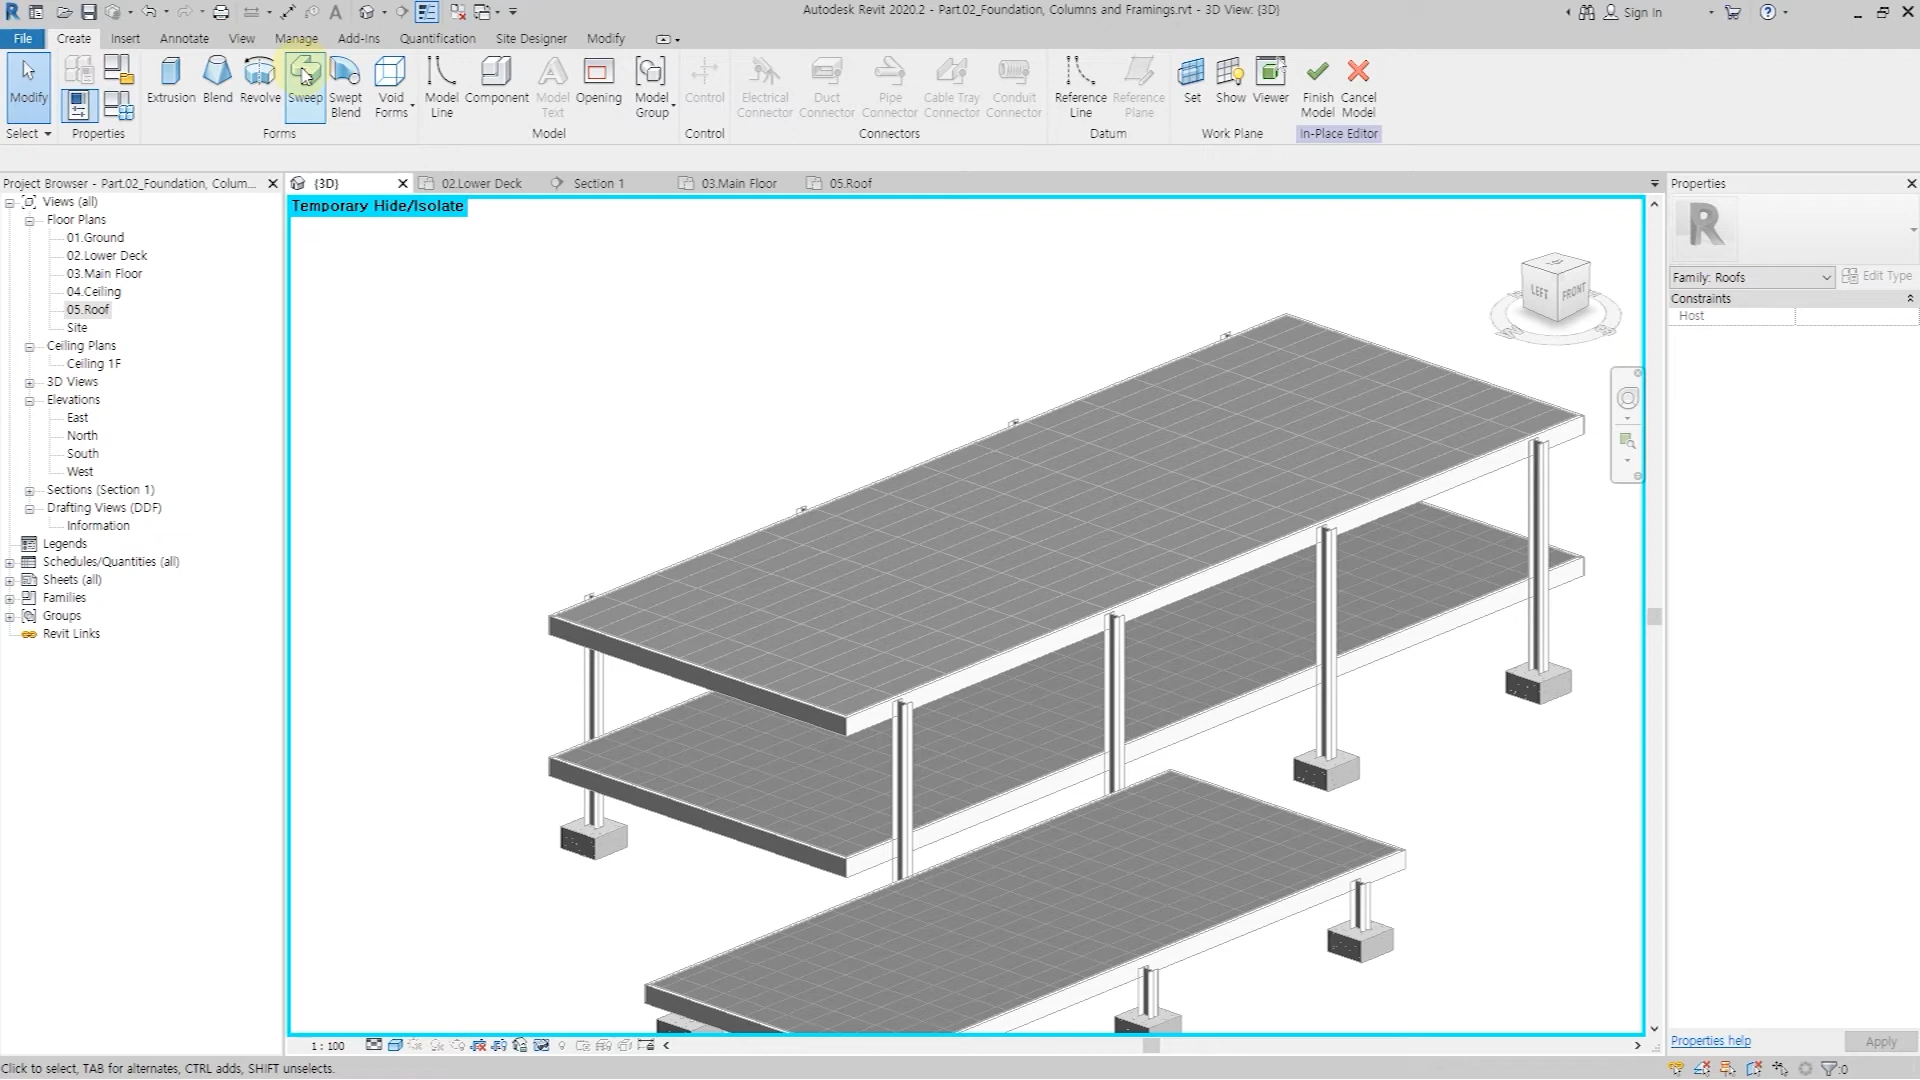 Autodesk Revit 2020.2 - Part.02_Foundation, Columns and Framings.rvt - 3D View: {3D}
Sign In
File Create Insert Annotate View Manage Add-Ins Quantification Site Designer Modify
Modify Extrusion Blend Revolve Sweep Swept Blend Void Forms Model Line Component Model Text Opening Model Group Control Electrical Connector Duct Connector Pipe Connector Cable Tray Connector Conduit Connector Reference Line Reference Plane Set Show Viewer Finish Model Cancel Model
Select Properties Forms Model Control Connectors Datum Work Plane In-Place Editor
Project Browser - Part.02_Foundation, Colum...
{3D} 02.Lower Deck Section 1 03.Main Floor 05.Roof
Properties
Views (all)
Floor Plans
01.Ground
02.Lower Deck
03.Main Floor
04.Ceiling
05.Roof
Site
Ceiling Plans
Ceiling 1F
3D Views
Elevations
East
North
South
West
Sections (Section 1)
Drafting Views (DDF)
Information
Legends
Schedules/Quantities (all)
Sheets (all)
Families
Groups
Revit Links
Temporary Hide/Isolate
LEFT FRONT
R
Family: Roofs Edit Type
Constraints
Host
1 : 100
Properties help Apply
Click to select, TAB for alternates, CTRL adds, SHIFT unselects.
:0